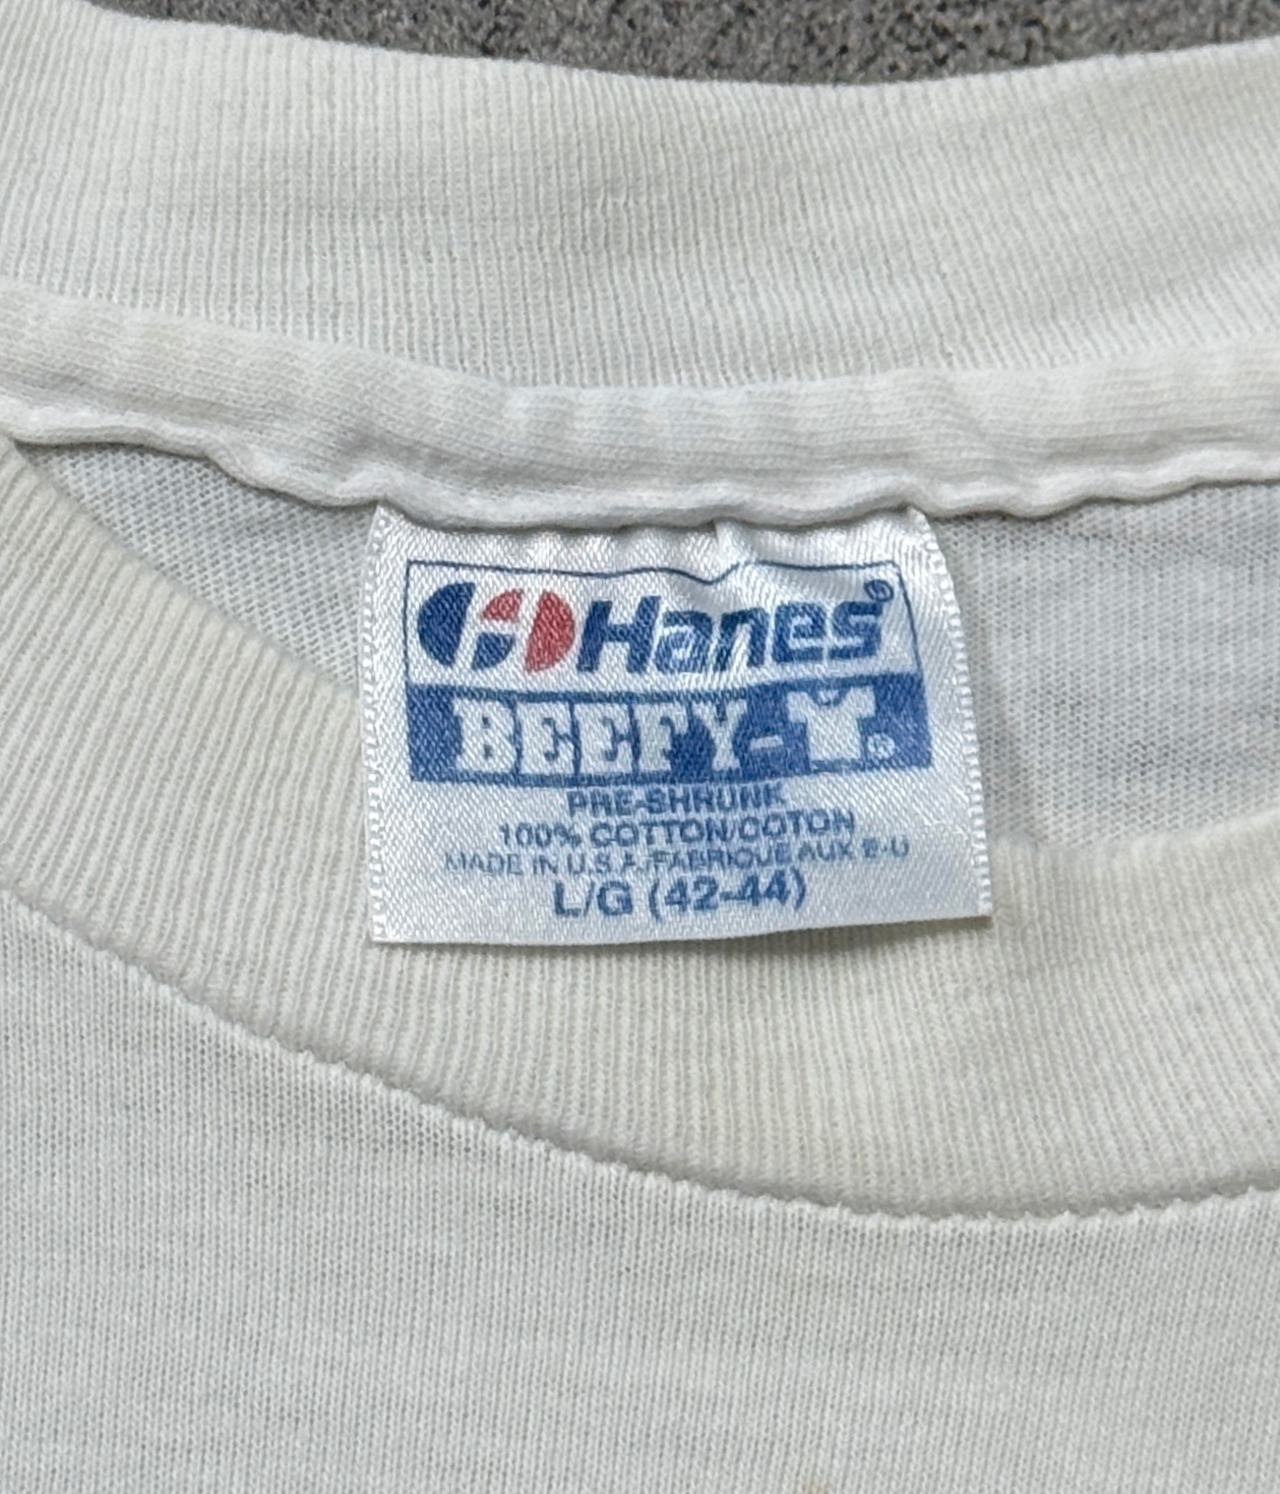 Hanes®
BEEFY-T®
PRE-SHRUNK
100% COTTON/COTON
MADE IN U.S.A./FABRIQUE AUX E-U
L/G (42-44)